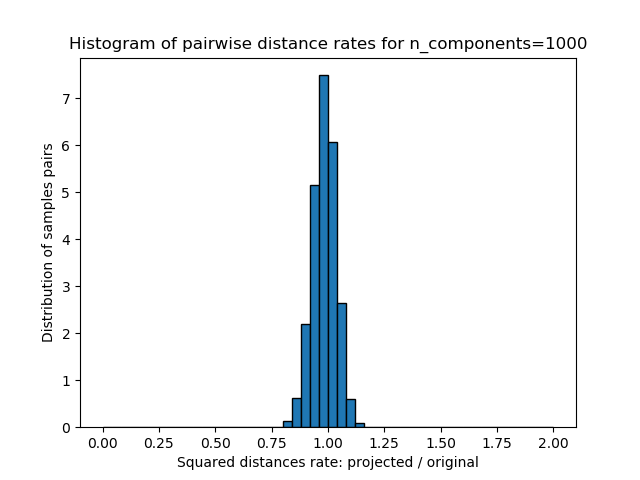 Histogram of pairwise distance rates for n_components=1000
7
6
5
4
3
2
1
0
Distribution of samples pairs
0.00 0.25 0.50 0.75 1.00 1.25 1.50 1.75 2.00
Squared distances rate: projected / original